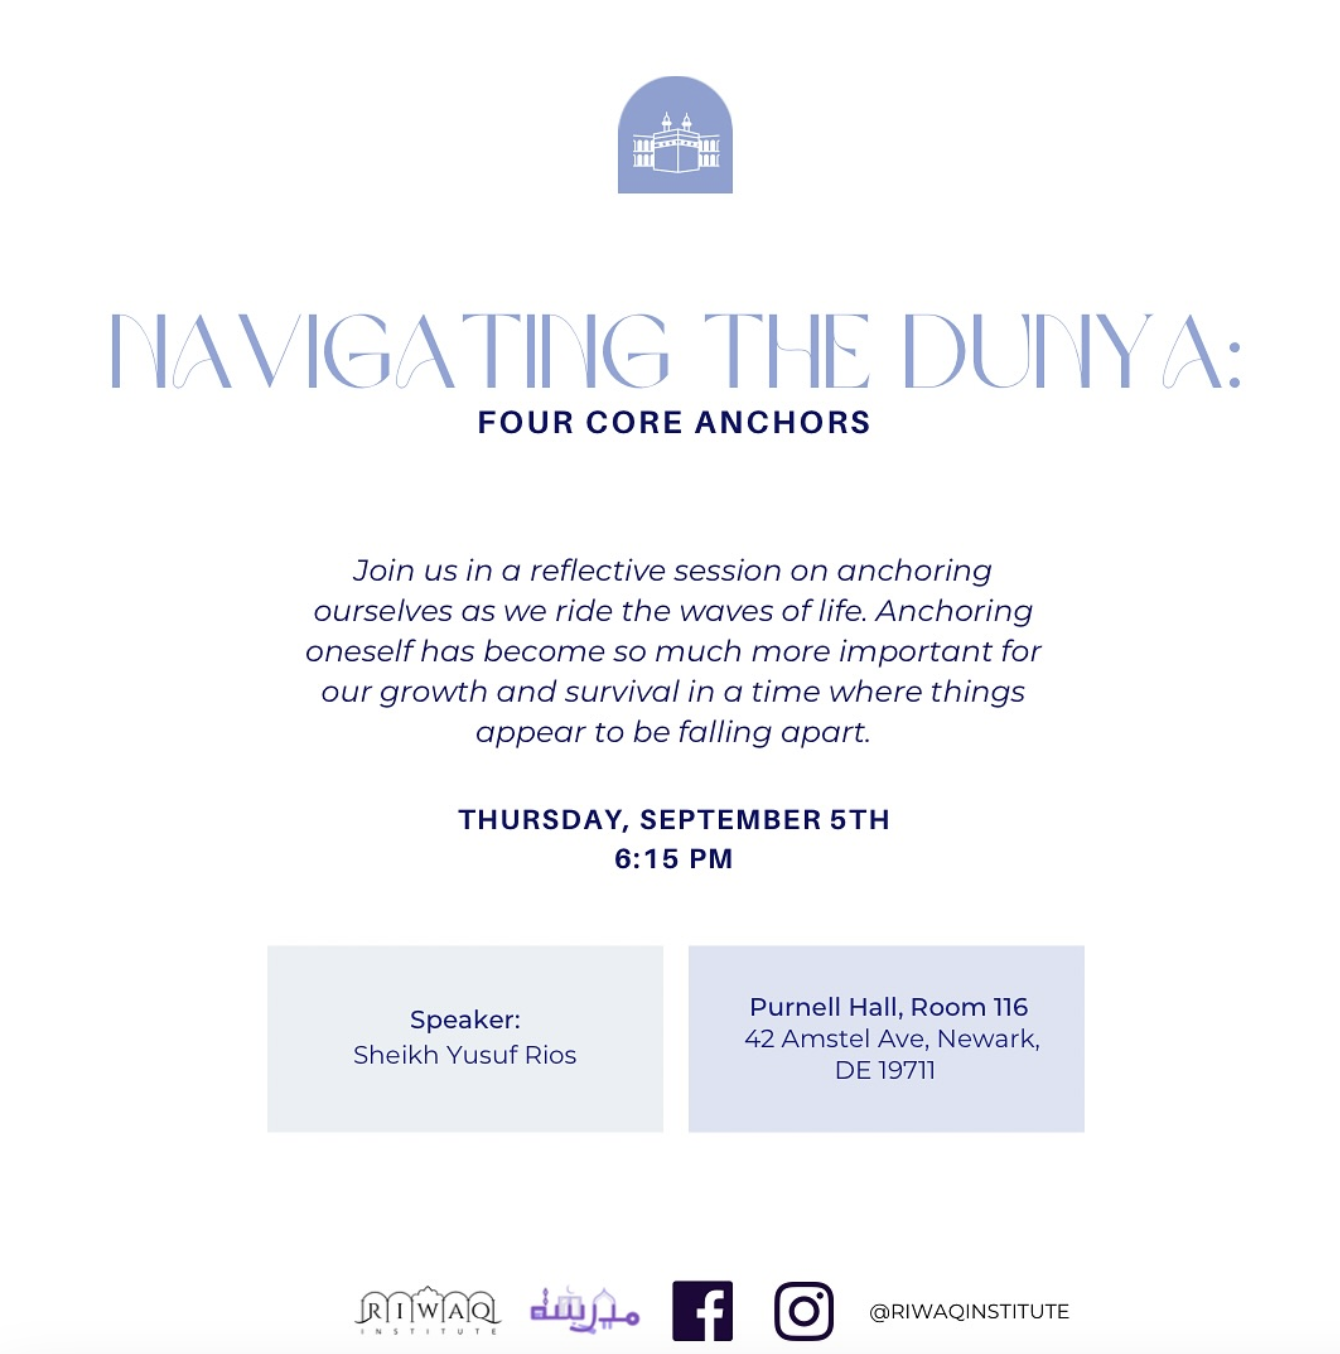 NAVIGATING THE DUNYA:
FOUR CORE ANCHORS
Join us in a reflective session on anchoring
ourselves as we ride the waves of life. Anchoring
oneself has become so much more important for
our growth and survival in a time where things
appear to be falling apart.
THURSDAY, SEPTEMBER 5TH
6:15 PM
Speaker:
Sheikh Yusuf Rios
Purnell Hall, Room 116
42 Amstel Ave, Newark,
DE 19711
RIWAQ
INSTITUTE
مدرسة
@RIWAQINSTITUTE